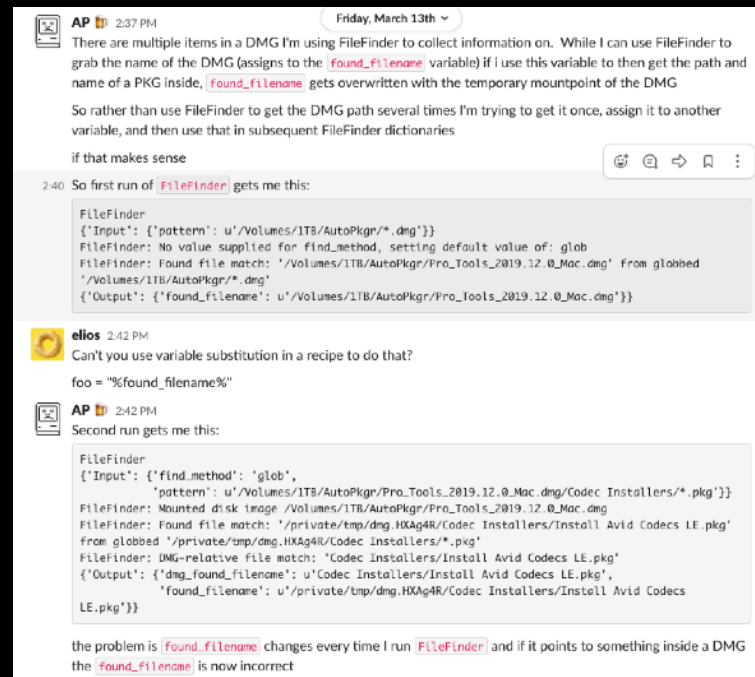 Friday, March 13th
AP 2:37 PM
There are multiple items in a DMG I'm using FileFinder to collect information on. While I can use FileFinder to
grab the name of the DMG (assigns to the found_filename variable) if i use this variable to then get the path and
name of a PKG inside, found_filename gets overwritten with the temporary mountpoint of the DMG
So rather than use FileFinder to get the DMG path several times I'm trying to get it once, assign it to another
variable, and then use that in subsequent FileFinder dictionaries
if that makes sense
2:40 So first run of FileFinder gets me this:
FileFinder
{'Input': {'pattern': u'/Volumes/1TB/AutoPkgr/*.dmg'}}
FileFinder: No value supplied for find_method, setting default value of: glob
FileFinder: Found file match: '/Volumes/1TB/AutoPkgr/Pro_Tools_2019.12.0_Mac.dmg' from globbed
'/Volumes/1TB/AutoPkgr/*.dmg'
{'Output': {'found_filename': u'/Volumes/1TB/AutoPkgr/Pro_Tools_2019.12.0_Mac.dmg'}}
elios 2:42 PM
Can't you use variable substitution in a recipe to do that?
foo = "%found_filename%"
AP 2:42 PM
Second run gets me this:
FileFinder
{'Input': {'find_method': 'glob',
'pattern': u'/Volumes/1TB/AutoPkgr/Pro_Tools_2019.12.0_Mac.dmg/Codec Installers/*.pkg'}}
FileFinder: Mounted disk image /Volumes/1TB/AutoPkgr/Pro_Tools_2019.12.0_Mac.dmg
FileFinder: Found file match: '/private/tmp/dmg.HXAg4R/Codec Installers/Install Avid Codecs LE.pkg'
from globbed '/private/tmp/dmg.HXAg4R/Codec Installers/*.pkg'
FileFinder: DMG-relative file match: 'Codec Installers/Install Avid Codecs LE.pkg'
{'Output': {'dmg_found_filename': u'Codec Installers/Install Avid Codecs LE.pkg',
'found_filename': u'/private/tmp/dmg.HXAg4R/Codec Installers/Install Avid Codecs
LE.pkg'}}
the problem is found_filename changes every time I run FileFinder and if it points to something inside a DMG
the found_filename is now incorrect